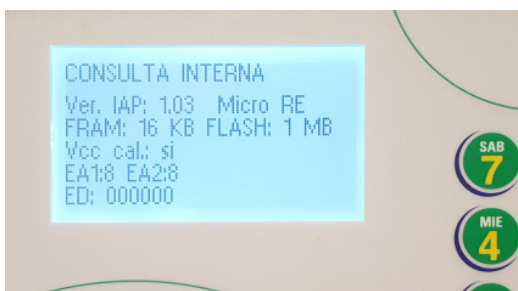 CONSULTA INTERNA
Ver. IAP: 1.03 Micro RE
FRAM: 16 KB FLASH: 1 MB
Vcc cal.: si
EA1:8 EA2:8
ED: 000000
SAB
7
MIE
4